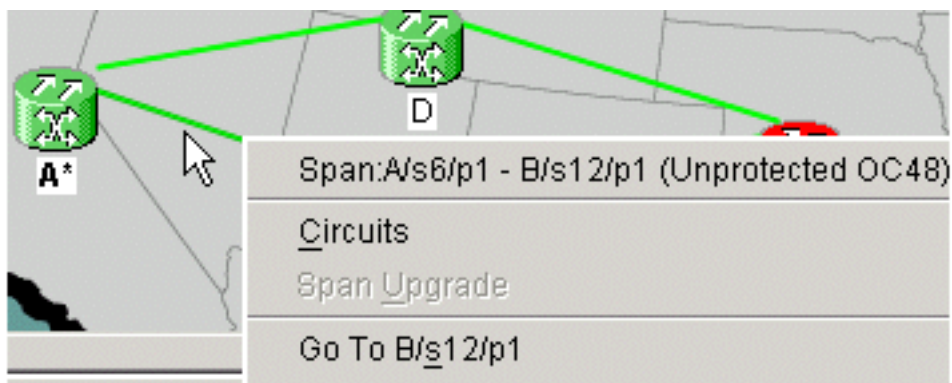 D
A*
Span:A/s6/p1 - B/s12/p1 (Unprotected OC48)
Circuits
Span Upgrade
Go To B/s12/p1